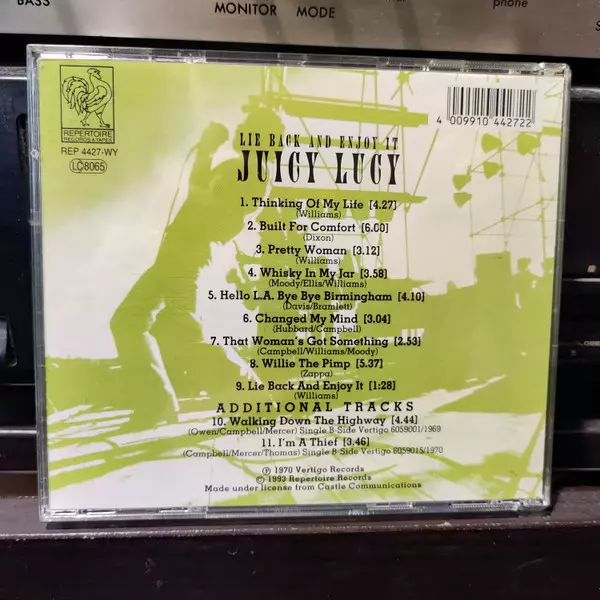 BASS
MONITOR MODE
phone
REPERTOIRE
RECORDS & TAPES
REP 4427-WY
LC 8065
4 009910 442722
LIE BACK AND ENJOY IT
JUICY LUCY
1. Thinking Of My Life [4.27]
(Williams)
2. Built For Comfort [6.00]
(Dixon)
3. Pretty Woman [3.12]
(Williams)
4. Whisky In My Jar [3.58]
(Moody/Ellis/Williams)
5. Hello L.A. Bye Bye Birmingham [4.10]
(Davis/Bramlett)
6. Changed My Mind [3.04]
(Hubbard/Campbell)
7. That Woman's Got Something [2.53]
(Campbell/Williams/Moody)
8. Willie The Pimp [5.37]
(Zappa)
9. Lie Back And Enjoy It [1:28]
(Williams)
ADDITIONAL TRACKS
10. Walking Down The Highway [4.44]
(Owen/Campbell/Mercer) Single B-Side Vertigo 6059001/1969
11. I'm A Thief [3.46]
(Campbell/Mercer/Thomas) Single B-Side Vertigo 6059015/1970
℗ 1970 Vertigo Records
© 1993 Repertoire Records
Made under license from Castle Communications